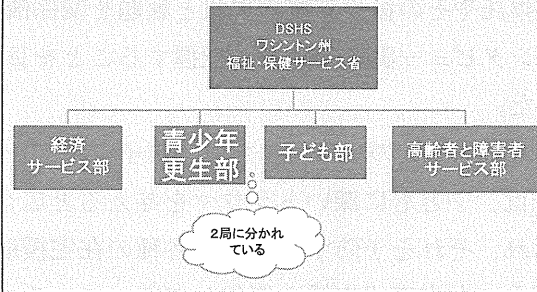 DSHS
ワシントン州
福祉・保健サービス省
経済
サービス部
青少年
更生部
子ども部
高齢者と障害者
サービス部
2局に分かれ
ている